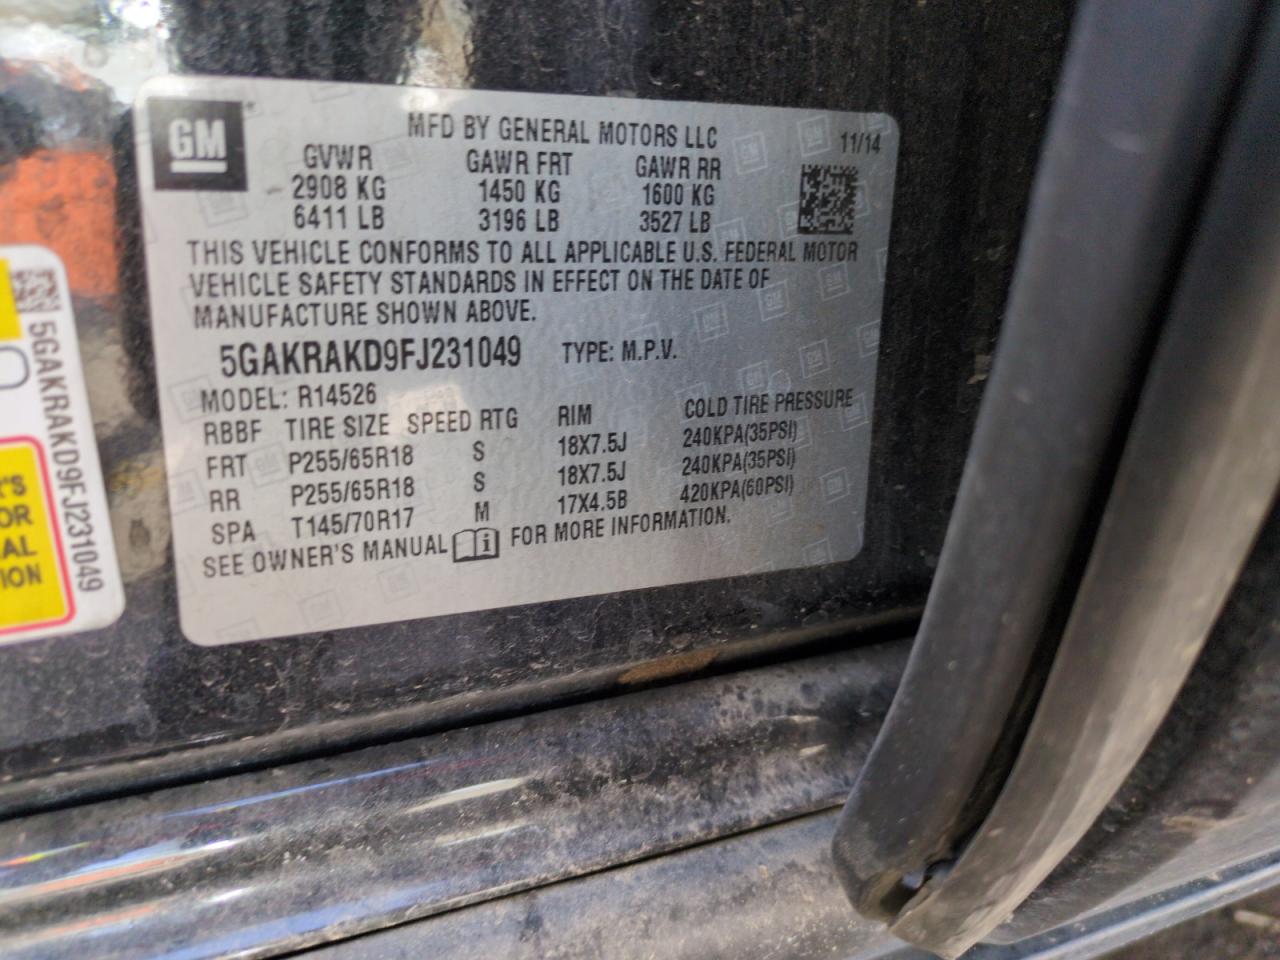 GM
MFD BY GENERAL MOTORS LLC
11/14
GVWR GAWR FRT GAWR RR
2908 KG 1450 KG 1600 KG
6411 LB 3196 LB 3527 LB
THIS VEHICLE CONFORMS TO ALL APPLICABLE U.S. FEDERAL MOTOR
VEHICLE SAFETY STANDARDS IN EFFECT ON THE DATE OF
MANUFACTURE SHOWN ABOVE.
5GAKRAKD9FJ231049 TYPE: M.P.V.
MODEL: R14526
RBBF TIRE SIZE SPEED RTG RIM COLD TIRE PRESSURE
FRT P255/65R18 S 18X7.5J 240KPA(35PSI)
RR P255/65R18 S 18X7.5J 240KPA(35PSI)
SPA T145/70R17 M 17X4.5B 420KPA(60PSI)
SEE OWNER'S MANUAL i FOR MORE INFORMATION.
5GAKRAKD9FJ231049
R'S
OR
AL
ION